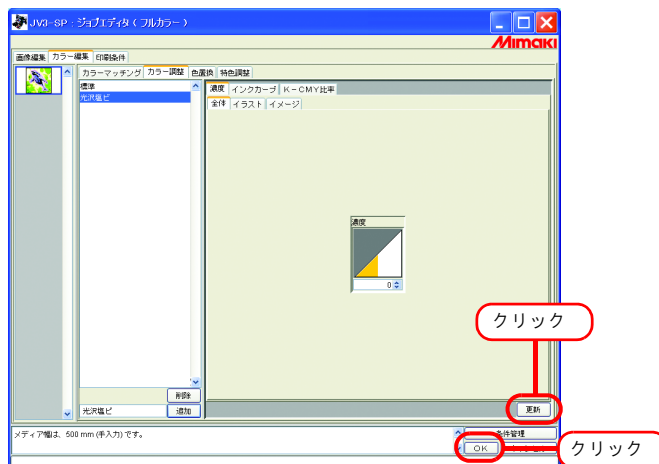 JV3-SP : ジョブエディタ ( フルカラー )
Mimaki
画像編集 カラー編集 印刷条件
カラーマッチング カラー調整 色置換 特色調整
標準
光沢塩ビ
濃度 インクカーブ K-CMY比率
全体 イラスト イメージ
濃度
0
クリック
削除
光沢塩ビ 追加
更新
メディア幅は、500 mm (手入力) です。
条件管理
OK
クリック